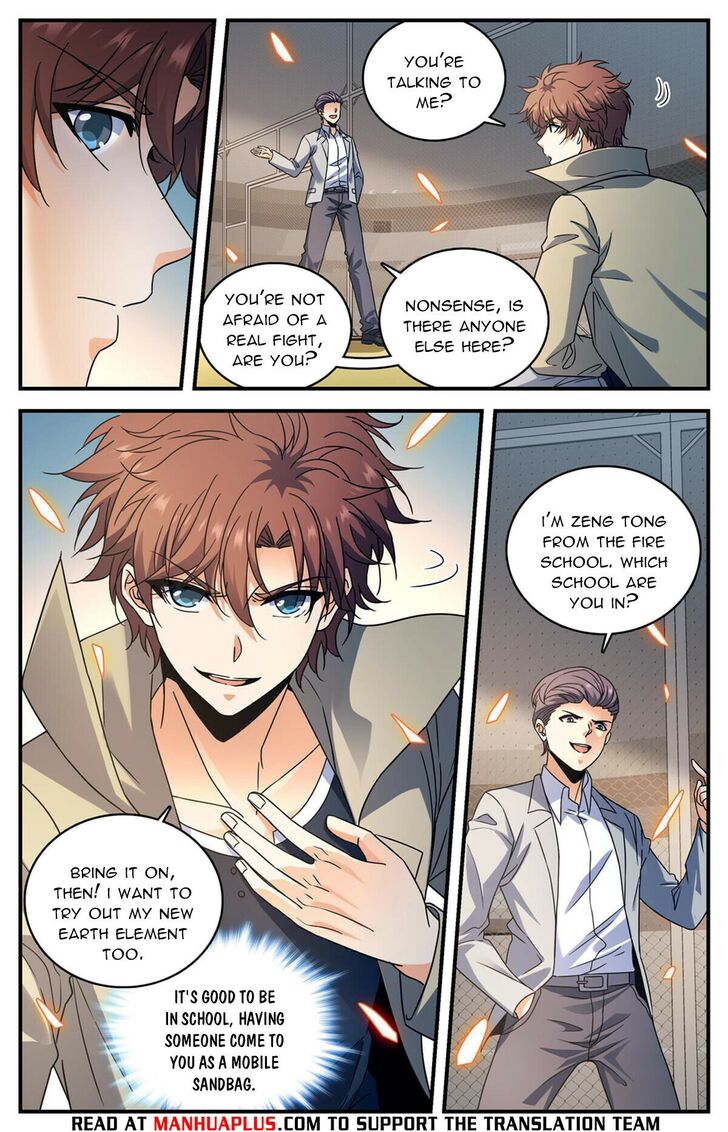 YOU'RE
TALKING TO
ME?
NONSENSE, IS
THERE ANYONE
ELSE HERE?
YOU'RE NOT
AFRAID OF A
REAL FIGHT,
ARE YOU?
BRING IT ON,
THEN! I WANT TO
TRY OUT MY NEW
EARTH ELEMENT
TOO.
IT'S GOOD TO BE
IN SCHOOL, HAVING
SOMEONE COME TO
YOU AS A MOBILE
SANDBAG.
I'M ZENG TONG
FROM THE FIRE
SCHOOL. WHICH
SCHOOL ARE
YOU IN?
READ AT MANHUAPLUS.COM TO SUPPORT THE TRANSLATION TEAM